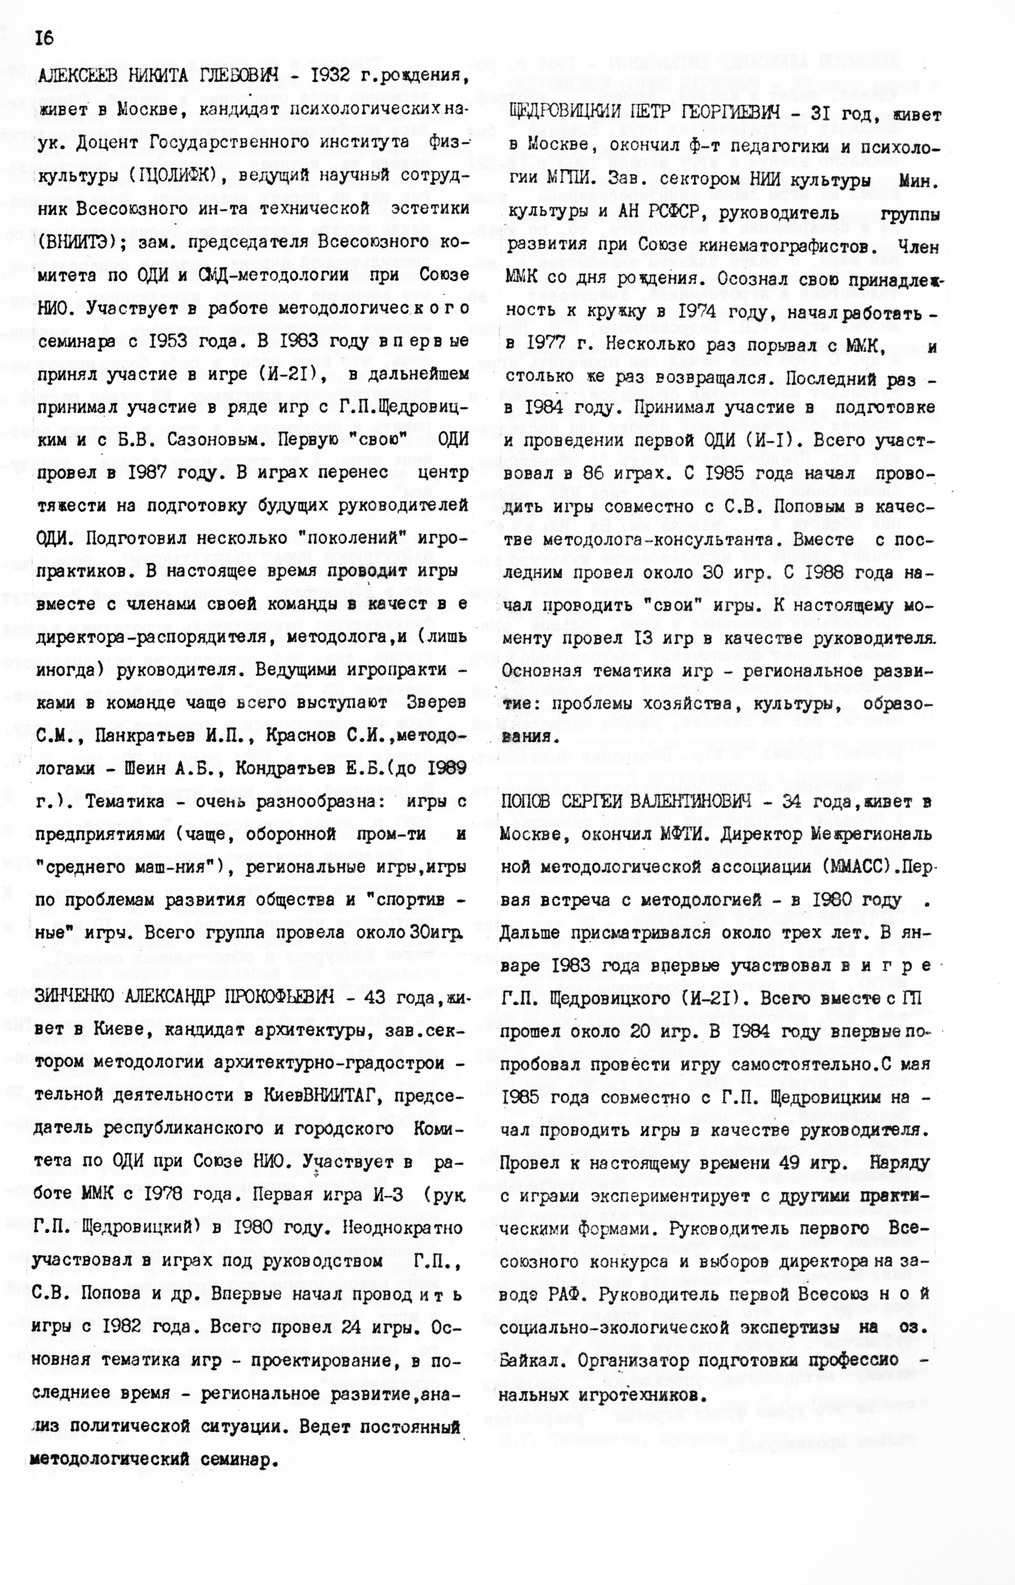 16
АЛЕКСЕЕВ НИКИТА ГЛЕБОВИЧ - 1932 г.рождения,
живет в Москве, кандидат психологических на-
ук. Доцент Государственного института физ-
культуры (ГЦОЛИФК), ведущий научный сотруд-
ник Всесоюзного ин-та технической эстетики
(ВНИИТЭ); зам. председателя Всесоюзного ко-
митета по ОДИ и СМД-методологии при Союзе
НИО. Участвует в работе методологического
семинара с 1953 года. В 1983 году впервые
принял участие в игре (И-21), в дальнейшем
принимал участие в ряде игр с Г.П.Щедровиц-
ким и с Б.В. Сазоновым. Первую "свою" ОДИ
провел в 1987 году. В играх перенес центр
тяжести на подготовку будущих руководителей
ОДИ. Подготовил несколько "поколений" игро-
практиков. В настоящее время проводит игры
вместе с членами своей команды в качестве
директора-распорядителя, методолога,и (лишь
иногда) руководителя. Ведущими игропракти -
ками в команде чаще всего выступают Зверев
С.М., Панкратьев И.П., Краснов С.И.,методо-
логами - Шеин А.Б., Кондратьев Е.Б.(до 1989
г.). Тематика - очень разнообразна: игры с
предприятиями (чаще, оборонной пром-ти и
"среднего маш-ния"), региональные игры,игры
по проблемам развития общества и "спортив -
ные" игры. Всего группа провела около 30игр.
ЗИНЧЕНКО АЛЕКСАНДР ПРОКОФЬЕВИЧ - 43 года,жи-
вет в Киеве, кандидат архитектуры, зав.сек-
тором методологии архитектурно-градострои -
тельной деятельности в КиевВНИИТАГ, предсе-
датель республиканского и городского Коми-
тета по ОДИ при Союзе НИО. Участвует в ра-
боте ММК с 1978 года. Первая игра И-3 (рук.
Г.П. Щедровицкий) в 1980 году. Неоднократно
участвовал в играх под руководством Г.П.,
С.В. Попова и др. Впервые начал проводить
игры с 1982 года. Всего провел 24 игры. Ос-
новная тематика игр - проектирование, в по-
следниее время - региональное развитие,ана-
лиз политической ситуации. Ведет постоянный
методологический семинар.
ЩЕДРОВИЦКИЙ ПЕТР ГЕОРГИЕВИЧ - 31 год, живет
в Москве, окончил ф-т педагогики и психоло-
гии МГПИ. Зав. сектором НИИ культуры Мин.
культуры и АН РСФСР, руководитель группы
развития при Союзе кинематографистов. Член
ММК со дня рождения. Осознал свою принадлеж-
ность к кружку в 1974 году, начал работать -
в 1977 г. Несколько раз порывал с ММК, и
столько же раз возвращался. Последний раз -
в 1984 году. Принимал участие в подготовке
и проведении первой ОДИ (И-1). Всего участ-
вовал в 86 играх. С 1985 года начал прово-
дить игры совместно с С.В. Поповым в качес-
тве методолога-консультанта. Вместе с пос-
ледним провел около 30 игр. С 1988 года на-
чал проводить "свои" игры. К настоящему мо-
менту провел 13 игр в качестве руководителя.
Основная тематика игр - региональное разви-
тие: проблемы хозяйства, культуры, образо-
вания.
ПОПОВ СЕРГЕЙ ВАЛЕНТИНОВИЧ - 34 года,живет в
Москве, окончил МФТИ. Директор Межрегиональ
ной методологической ассоциации (ММАСС).Пер-
вая встреча с методологией - в 1980 году .
Дальше присматривался около трех лет. В ян-
варе 1983 года впервые участвовал в игре
Г.П. Щедровицкого (И-21). Всего вместе с ГП
прошел около 20 игр. В 1984 году впервые по-
пробовал провести игру самостоятельно.С мая
1985 года совместно с Г.П. Щедровицким на -
чал проводить игры в качестве руководителя.
Провел к настоящему времени 49 игр. Наряду
с играми экспериментирует с другими практи-
ческими формами. Руководитель первого Все-
союзного конкурса и выборов директора на за-
воде РАФ. Руководитель первой Всесоюзной
социально-экологической экспертизы на оз.
Байкал. Организатор подготовки профессио -
нальных игротехников.